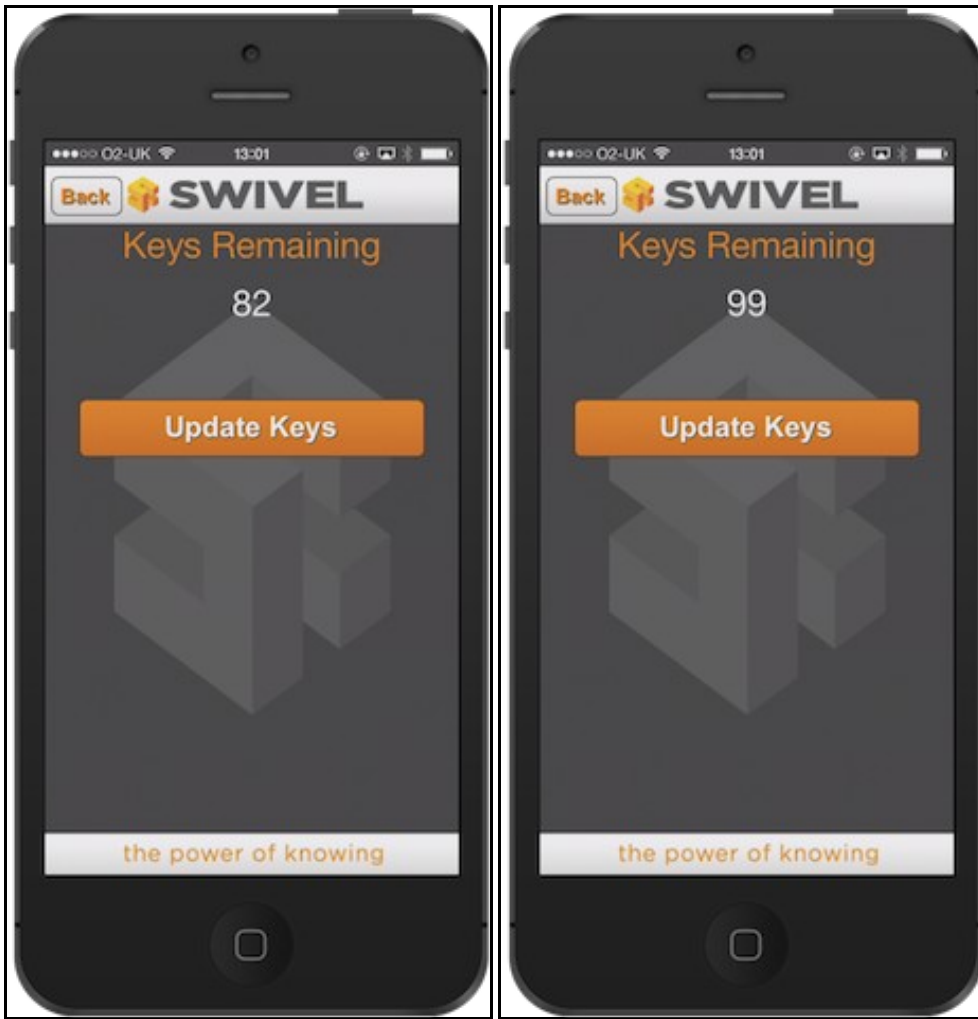 O2-UK 13:01
Back SWIVEL
Keys Remaining
82
Update Keys
the power of knowing
O2-UK 13:01
Back SWIVEL
Keys Remaining
99
Update Keys
the power of knowing